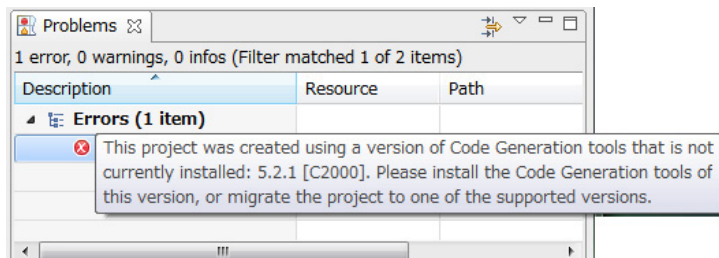 Problems
1 error, 0 warnings, 0 infos (Filter matched 1 of 2 items)
Description Resource Path
Errors (1 item)
This project was created using a version of Code Generation tools that is not
currently installed: 5.2.1 [C2000]. Please install the Code Generation tools of
this version, or migrate the project to one of the supported versions.